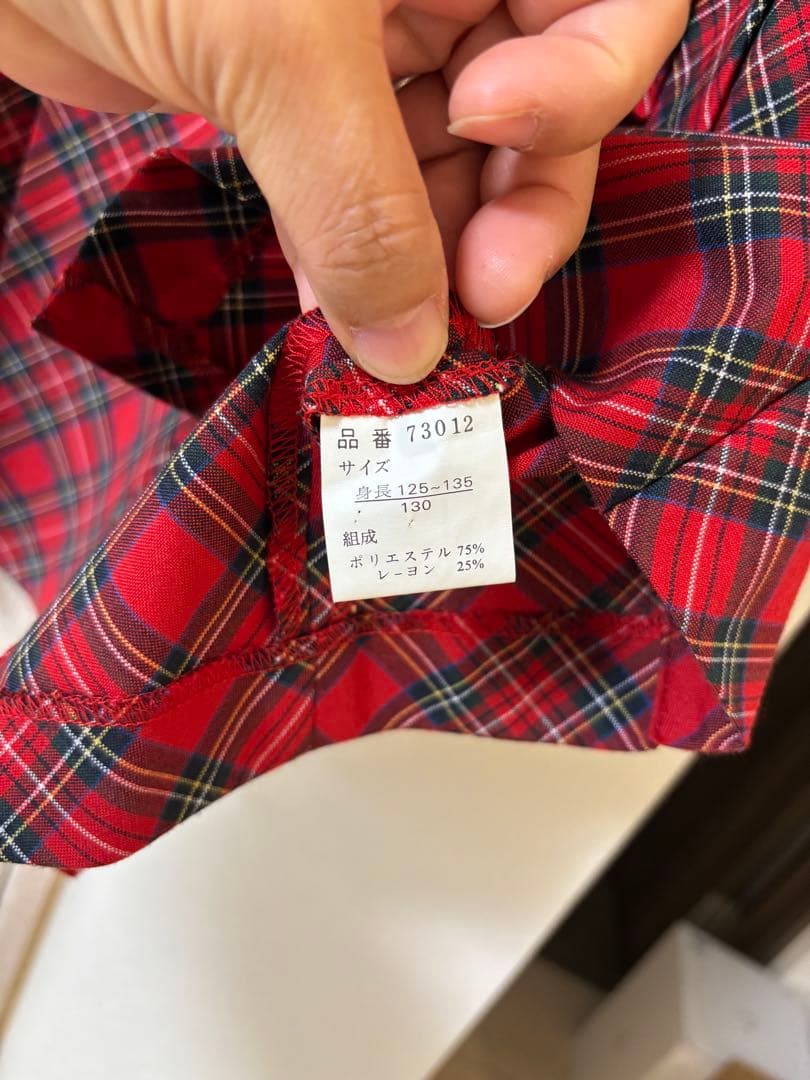 品番 73012
サイズ
身長 125~135
130
組成
ポリエステル 75%
レーヨン 25%